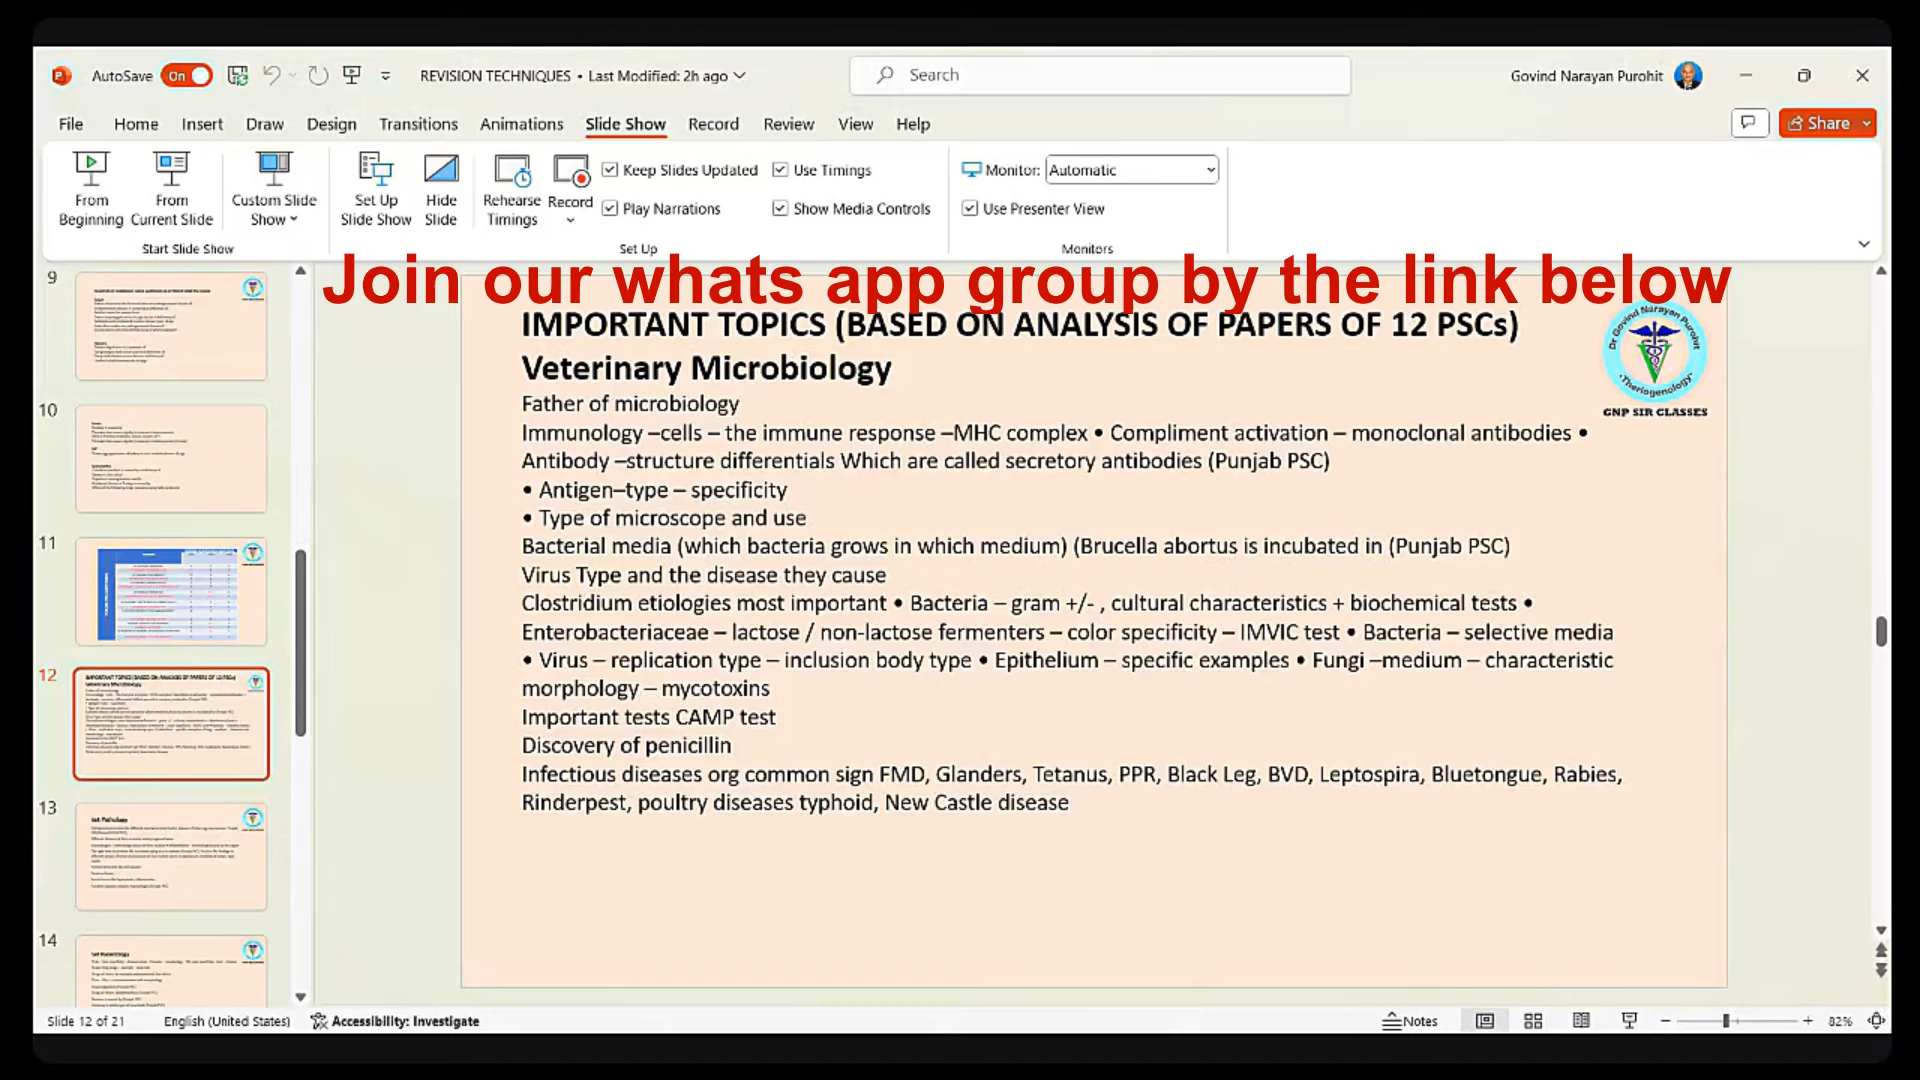 AutoSave On REVISION TECHNIQUES • Last Modified: 2h ago Search Govind Narayan Purohit
File Home Insert Draw Design Transitions Animations Slide Show Record Review View Help Share
From Beginning
From Current Slide
Custom Slide Show
Set Up Slide Show
Hide Slide
Rehearse Timings
Record
Keep Slides Updated
Use Timings
Play Narrations
Show Media Controls
Monitor: Automatic
Use Presenter View
Start Slide Show
Set Up
Monitors
Join our whats app group by the link below
IMPORTANT TOPICS (BASED ON ANALYSIS OF PAPERS OF 12 PSCs)
Veterinary Microbiology
Father of microbiology
Immunology –cells – the immune response –MHC complex • Compliment activation – monoclonal antibodies •
Antibody –structure differentials Which are called secretory antibodies (Punjab PSC)
• Antigen–type – specificity
• Type of microscope and use
Bacterial media (which bacteria grows in which medium) (Brucella abortus is incubated in (Punjab PSC)
Virus Type and the disease they cause
Clostridium etiologies most important • Bacteria – gram +/- , cultural characteristics + biochemical tests •
Enterobacteriaceae – lactose / non-lactose fermenters – color specificity – IMVIC test • Bacteria – selective media
• Virus – replication type – inclusion body type • Epithelium – specific examples • Fungi –medium – characteristic
morphology – mycotoxins
Important tests CAMP test
Discovery of penicillin
Infectious diseases org common sign FMD, Glanders, Tetanus, PPR, Black Leg, BVD, Leptospira, Bluetongue, Rabies,
Rinderpest, poultry diseases typhoid, New Castle disease
Dr Govind Narayan Purohit
Theriogenology
GNP SIR CLASSES
9
10
11
12
13
14
Slide 12 of 21 English (United States) Accessibility: Investigate Notes 82%